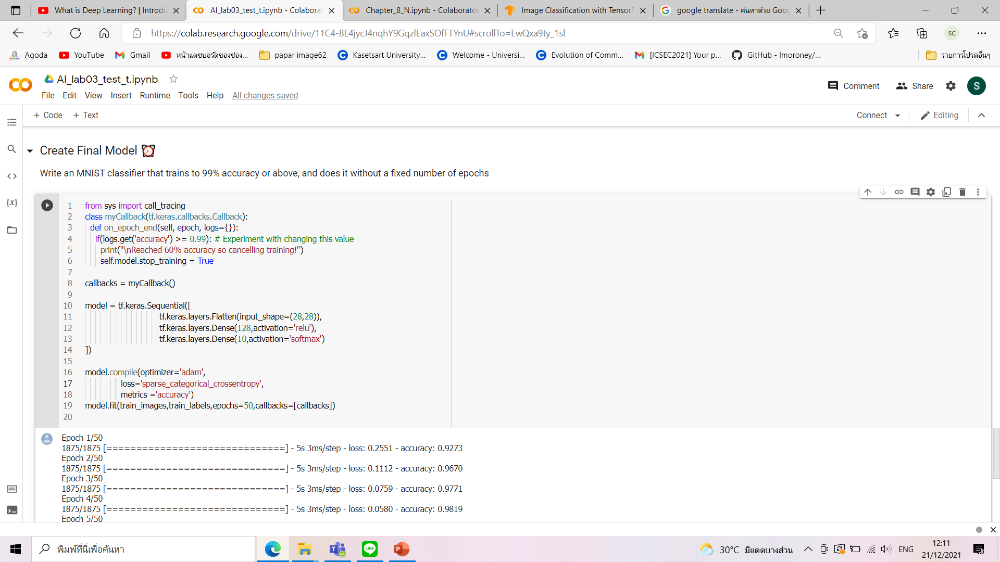 What is Deep Learning? | Introdu
AI_lab03_test_t.ipynb - Colaborat
Chapter_8_N.ipynb - Colaborato
Image Classification with TensorF
google translate - ค้นหาด้วย Goog
https://colab.research.google.com/drive/11C4-8E4jycJ4nqhY9GqzlEaxSOfFTYnU#scrollTo=EwQxa9ty_1sl
SC
Agoda
YouTube
Gmail
หน้าแดชบอร์ดของช่อง...
papar image62
Kasetsart University...
Welcome - Universi...
Evolution of Comm...
[ICSEC2021] Your p...
GitHub - lmoroney/...
รายการโปรดอื่นๆ
AI_lab03_test_t.ipynb
Comment
Share
S
File Edit View Insert Runtime Tools Help All changes saved
+ Code + Text
Connect
Editing
Create Final Model
Write an MNIST classifier that trains to 99% accuracy or above, and does it without a fixed number of epochs
1 from sys import call_tracing
2 class myCallback(tf.keras.callbacks.Callback):
3 def on_epoch_end(self, epoch, logs={}):
4 if(logs.get('accuracy') >= 0.99): # Experiment with changing this value
5 print("\nReached 60% accuracy so cancelling training!")
6 self.model.stop_training = True
7
8 callbacks = myCallback()
9
10 model = tf.keras.Sequential([
11 tf.keras.layers.Flatten(input_shape=(28,28)),
12 tf.keras.layers.Dense(128,activation='relu'),
13 tf.keras.layers.Dense(10,activation='softmax')
14 ])
15
16 model.compile(optimizer='adam',
17 loss='sparse_categorical_crossentropy',
18 metrics ='accuracy')
19 model.fit(train_images,train_labels,epochs=50,callbacks=[callbacks])
20
Epoch 1/50
1875/1875 [==============================] - 5s 3ms/step - loss: 0.2551 - accuracy: 0.9273
Epoch 2/50
1875/1875 [==============================] - 5s 3ms/step - loss: 0.1112 - accuracy: 0.9670
Epoch 3/50
1875/1875 [==============================] - 5s 3ms/step - loss: 0.0759 - accuracy: 0.9771
Epoch 4/50
1875/1875 [==============================] - 5s 3ms/step - loss: 0.0580 - accuracy: 0.9819
Epoch 5/50
พิมพ์ที่นี่เพื่อค้นหา
LINE
30°C มีแดดบางส่วน
ENG
12:11
21/12/2021